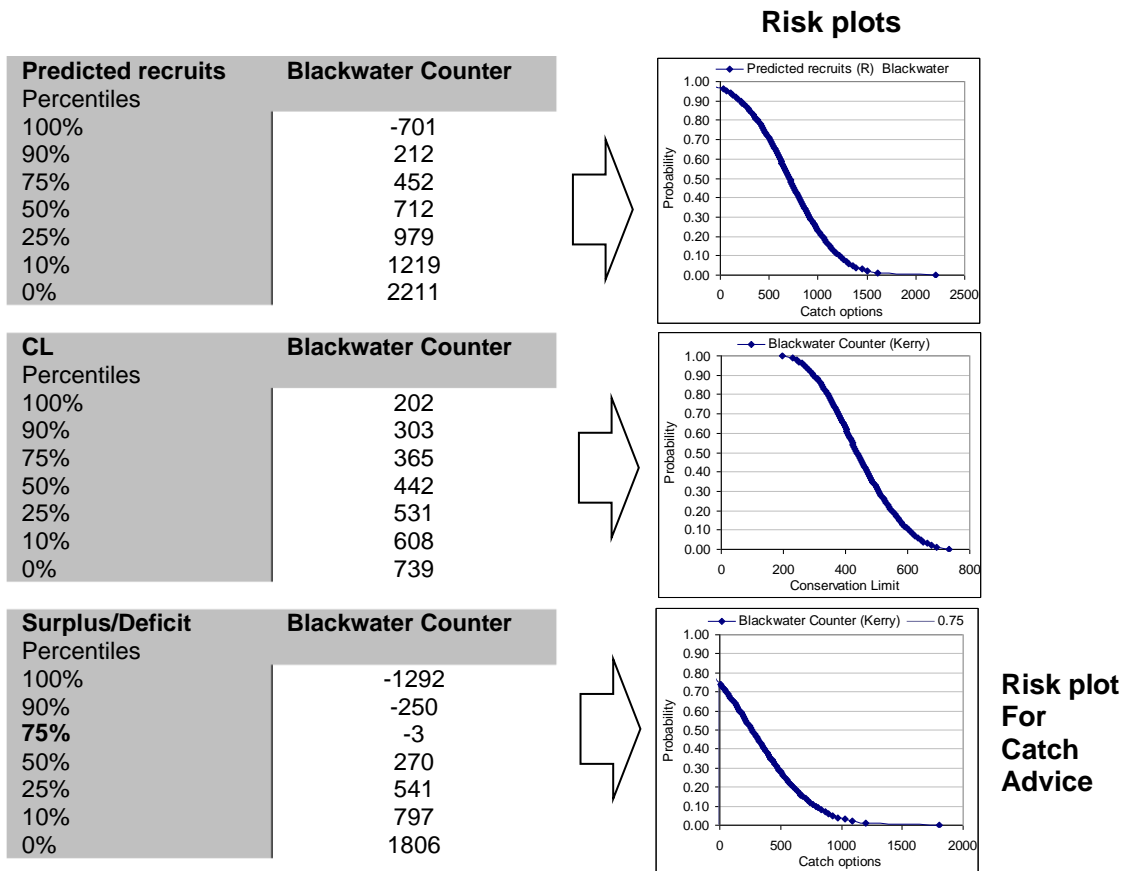 Risk plots
Predicted recruits Blackwater Counter
Percentiles
100% -701
90% 212
75% 452
50% 712
25% 979
10% 1219
0% 2211
Predicted recruits (R) Blackwater
1.00
0.90
0.80
0.70
0.60
0.50
0.40
0.30
0.20
0.10
0.00
Probability
0 500 1000 1500 2000 2500
Catch options
CL Blackwater Counter
Percentiles
100% 202
90% 303
75% 365
50% 442
25% 531
10% 608
0% 739
Blackwater Counter (Kerry)
1.00
0.90
0.80
0.70
0.60
0.50
0.40
0.30
0.20
0.10
0.00
Probability
0 200 400 600 800
Conservation Limit
Surplus/Deficit Blackwater Counter
Percentiles
100% -1292
90% -250
75% -3
50% 270
25% 541
10% 797
0% 1806
Blackwater Counter (Kerry) 0.75
1.00
0.90
0.80
0.70
0.60
0.50
0.40
0.30
0.20
0.10
0.00
Probability
0 500 1000 1500 2000
Catch options
Risk plot
For
Catch
Advice